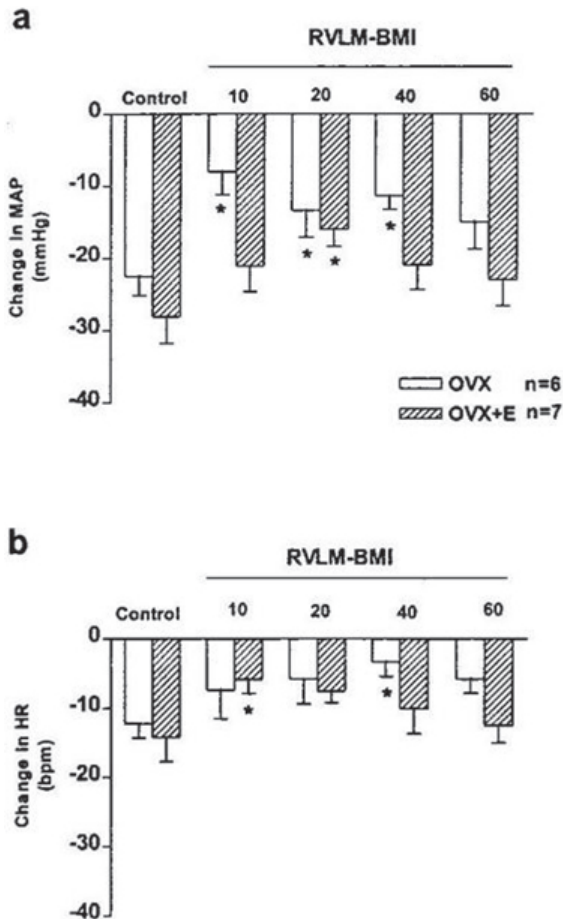 a
RVLM-BMI
Control 10 20 40 60
0
-10
-20
-30
-40
Change in MAP
(mmHg)
OVX n=6
OVX+E n=7
b
RVLM-BMI
Control 10 20 40 60
0
-10
-20
-30
-40
Change in HR
(bpm)